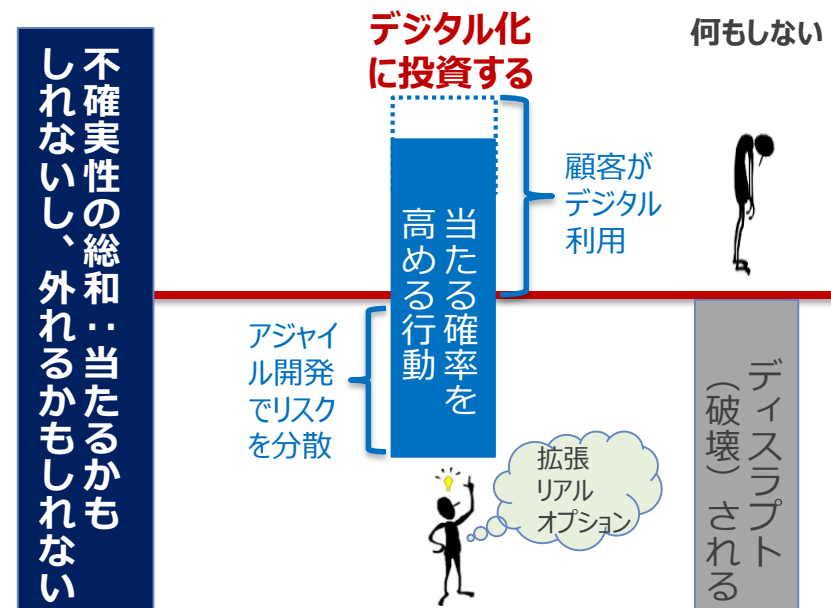 不確実性の総和：当たるかも
しれないし、外れるかもしれない
デジタル化
に投資する
何もしない
顧客が
デジタル
利用
当たる確率を
高める行動
アジャイ
ル開発
でリスク
を分散
拡張
リアル
オプション
ディスラプト
（破壊）される